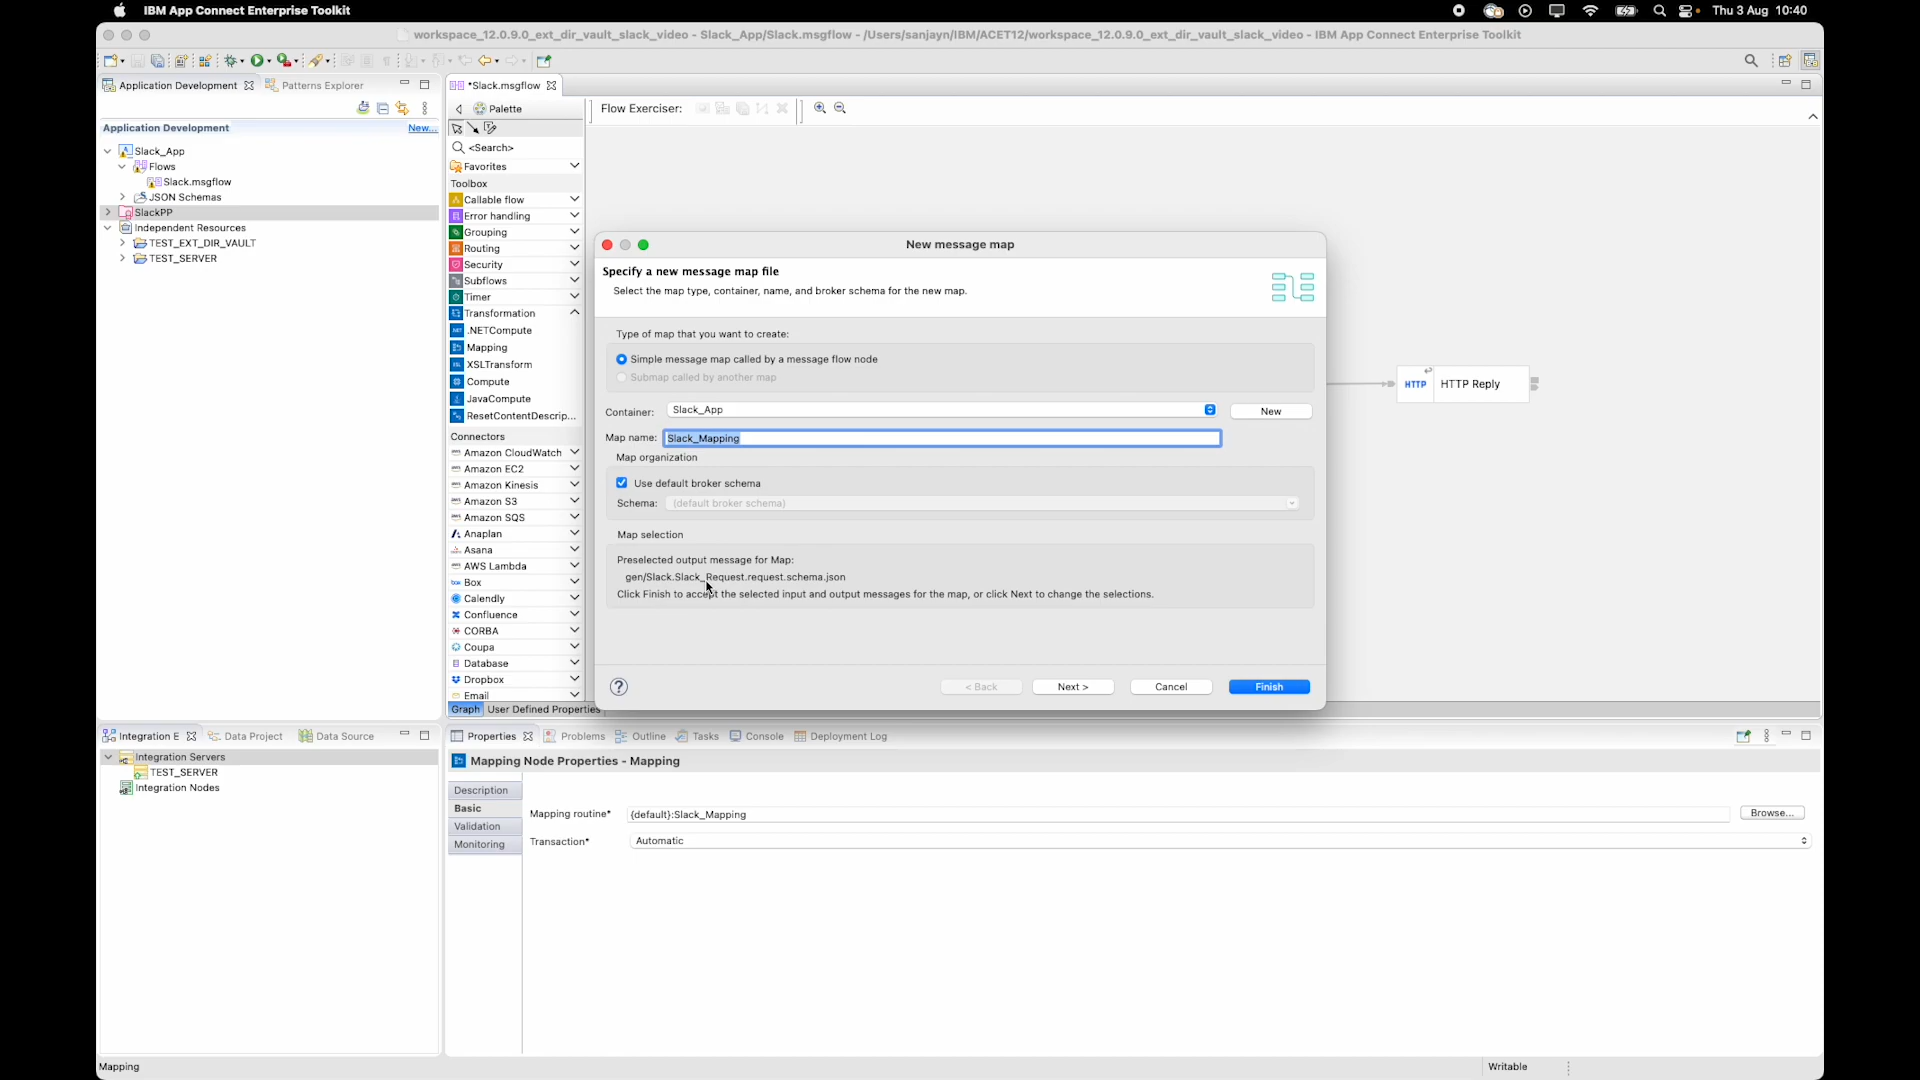 IBM App Connect Enterprise Toolkit
Thu 3 Aug 10:40
workspace_12.0.9.0_ext_dir_vault_slack_video - Slack_App/Slack.msgflow - /Users/sanjayn/IBM/ACET12/workspace_12.0.9.0_ext_dir_vault_slack_video - IBM App Connect Enterprise Toolkit
Application Development
Patterns Explorer
Application Development
New...
Slack_App
Flows
Slack.msgflow
JSON Schemas
SlackPP
Independent Resources
TEST_EXT_DIR_VAULT
TEST_SERVER
*Slack.msgflow
Palette
<Search>
Favorites
Toolbox
Callable flow
Error handling
Grouping
Routing
Security
Subflows
Timer
Transformation
.NETCompute
Mapping
XSLTransform
Compute
JavaCompute
ResetContentDescrip...
Connectors
Amazon CloudWatch
Amazon EC2
Amazon Kinesis
Amazon S3
Amazon SQS
Anaplan
Asana
AWS Lambda
Box
Calendly
Confluence
CORBA
Coupa
Database
Dropbox
Email
Graph
User Defined Properties
Flow Exerciser:
HTTP
HTTP Reply
New message map
Specify a new message map file
Select the map type, container, name, and broker schema for the new map.
Type of map that you want to create:
Simple message map called by a message flow node
Submap called by another map
Container:
Slack_App
New
Map name:
Slack_Mapping
Map organization
Use default broker schema
Schema:
(default broker schema)
Map selection
Preselected output message for Map:
gen/Slack.Slack_Request.request.schema.json
Click Finish to accept the selected input and output messages for the map, or click Next to change the selections.
?
< Back
Next >
Cancel
Finish
Integration E
Data Project
Data Source
Integration Servers
TEST_SERVER
Integration Nodes
Properties
Problems
Outline
Tasks
Console
Deployment Log
Mapping Node Properties - Mapping
Description
Basic
Validation
Monitoring
Mapping routine*
{default}:Slack_Mapping
Browse...
Transaction*
Automatic
Mapping
Writable